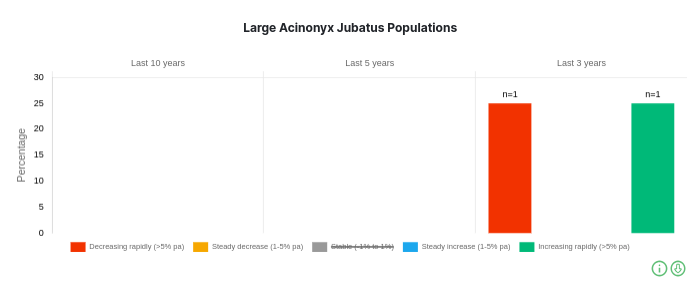 Large Acinonyx Jubatus Populations
Last 10 years
Last 5 years
Last 3 years
Percentage
30
25
20
15
10
5
0
n=1
n=1
Decreasing rapidly (>5% pa)
Steady decrease (1-5% pa)
Stable (-1% to 1%)
Steady increase (1-5% pa)
Increasing rapidly (>5% pa)